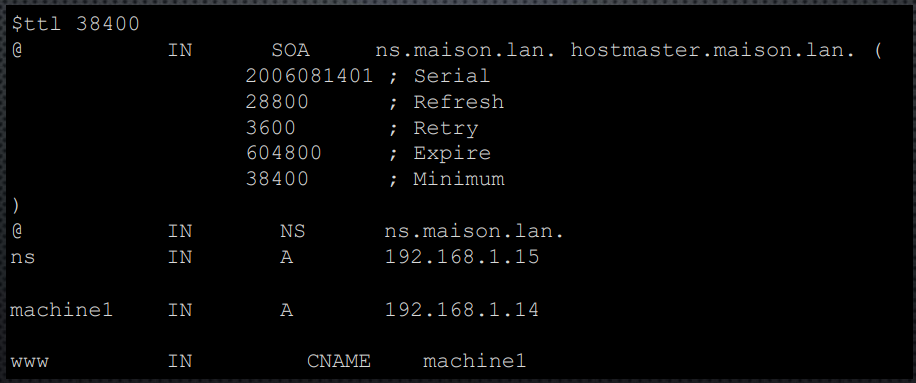 $ttl 38400
@ IN SOA ns.maison.lan. hostmaster.maison.lan. (
2006081401 ; Serial
28800 ; Refresh
3600 ; Retry
604800 ; Expire
38400 ; Minimum
)
@ IN NS ns.maison.lan.
ns IN A 192.168.1.15
machine1 IN A 192.168.1.14
www IN CNAME machine1